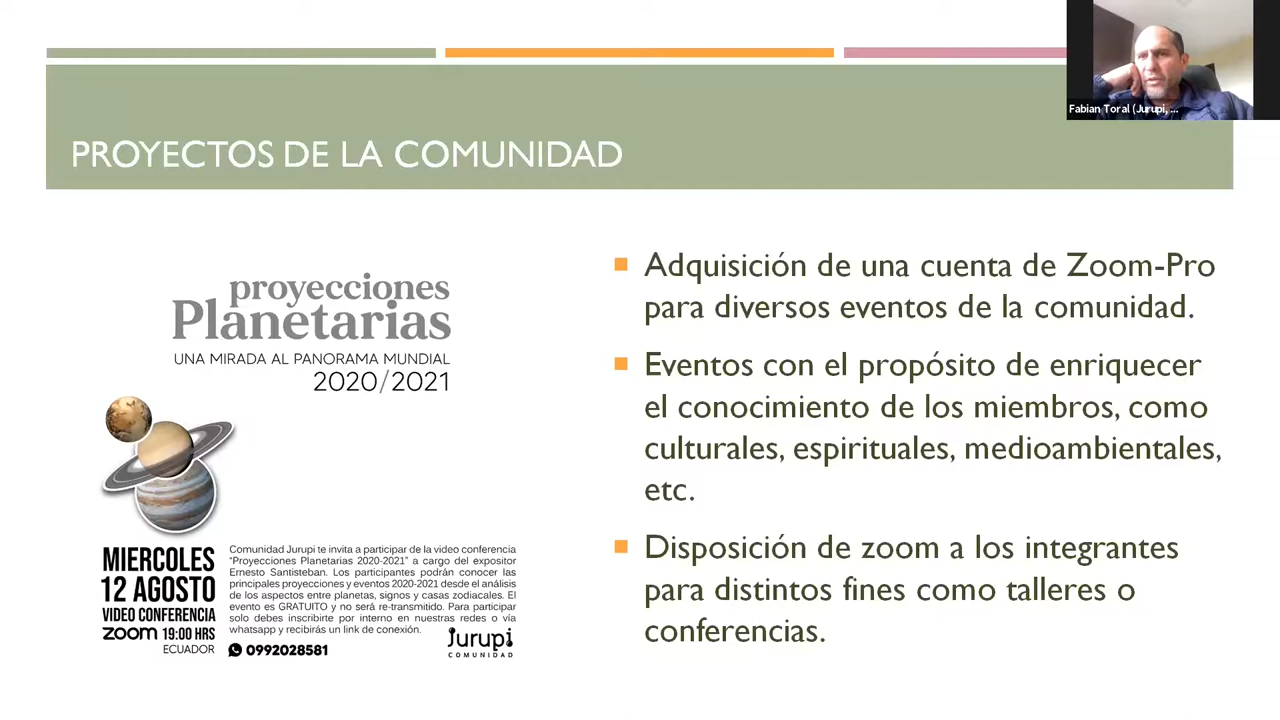 Fabian Toral (Jurupi, ...
PROYECTOS DE LA COMUNIDAD
proyecciones
Planetarias
UNA MIRADA AL PANORAMA MUNDIAL
2020/2021
MIERCOLES
12 AGOSTO
VIDEO CONFERENCIA
zoom 19:00 HRS
ECUADOR
Comunidad Jurupi te invita a participar de la video conferencia
“Proyecciones Planetarias 2020-2021” a cargo del expositor
Ernesto Santisteban. Los participantes podrán conocer las
principales proyecciones y eventos 2020-2021 desde el análisis
de los aspectos entre planetas, signos y casas zodiacales. El
evento es GRATUITO y no será re-transmitido. Para participar
solo debes inscribirte por interno en nuestras redes o vía
whatsapp y recibirás un link de conexión.
0992028581
Jurupi
COMUNIDAD
Adquisición de una cuenta de Zoom-Pro
para diversos eventos de la comunidad.
Eventos con el propósito de enriquecer
el conocimiento de los miembros, como
culturales, espirituales, medioambientales,
etc.
Disposición de zoom a los integrantes
para distintos fines como talleres o
conferencias.